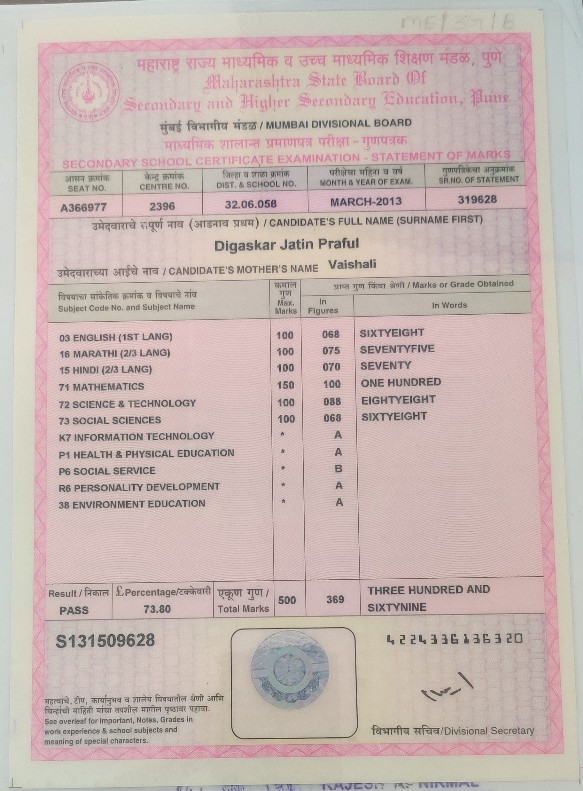 ME/39/B
महाराष्ट्र राज्य माध्यमिक व उच्च माध्यमिक शिक्षण मंडळ, पुणे
Maharashtra State Board Of
Secondary and Higher Secondary Education, Pune
मुंबई विभागीय मंडळ / MUMBAI DIVISIONAL BOARD
माध्यमिक शालान्त प्रमाणपत्र परीक्षा - गुणपत्रक
SECONDARY SCHOOL CERTIFICATE EXAMINATION - STATEMENT OF MARKS
आसन क्रमांक केन्द्र क्रमांक जिल्हा व शाळा क्रमांक परीक्षेचा महिना व वर्ष गुणपत्रिकेचा अनुक्रमांक
SEAT NO. CENTRE NO. DIST. & SCHOOL NO. MONTH & YEAR OF EXAM. SR.NO. OF STATEMENT
A366977 2396 32.06.058 MARCH-2013 319628
उमेदवाराचे संपूर्ण नाव (आडनाव प्रथम) / CANDIDATE'S FULL NAME (SURNAME FIRST)
Digaskar Jatin Praful
उमेदवाराच्या आईचे नाव / CANDIDATE'S MOTHER'S NAME Vaishali
विषयाचा सांकेतिक क्रमांक व विषयाचे नांव कमाल गुण प्राप्त गुण किंवा श्रेणी / Marks or Grade Obtained
Subject Code No. and Subject Name Max. Marks In Figures In Words
03 ENGLISH (1ST LANG) 100 068 SIXTYEIGHT
16 MARATHI (2/3 LANG) 100 075 SEVENTYFIVE
15 HINDI (2/3 LANG) 100 070 SEVENTY
71 MATHEMATICS 150 100 ONE HUNDRED
72 SCIENCE & TECHNOLOGY 100 088 EIGHTYEIGHT
73 SOCIAL SCIENCES 100 068 SIXTYEIGHT
K7 INFORMATION TECHNOLOGY * A
P1 HEALTH & PHYSICAL EDUCATION * A
P6 SOCIAL SERVICE * B
R6 PERSONALITY DEVELOPMENT * A
38 ENVIRONMENT EDUCATION * A
Result / निकाल £Percentage/टक्केवारी एकूण गुण / 500 369 THREE HUNDRED AND
PASS 73.80 Total Marks SIXTYNINE
S131509628
4224336136320
महत्वाचे, टीप, कार्यानुभव व शालेय विषयातील श्रेणी आणि
चिन्हांची माहिती यांचा तपशील मागील पृष्ठावर पहावा.
See overleaf for Important, Notes, Grades in
work experience & school subjects and
meaning of special characters.
विभागीय सचिव/Divisional Secretary
NIRMAL